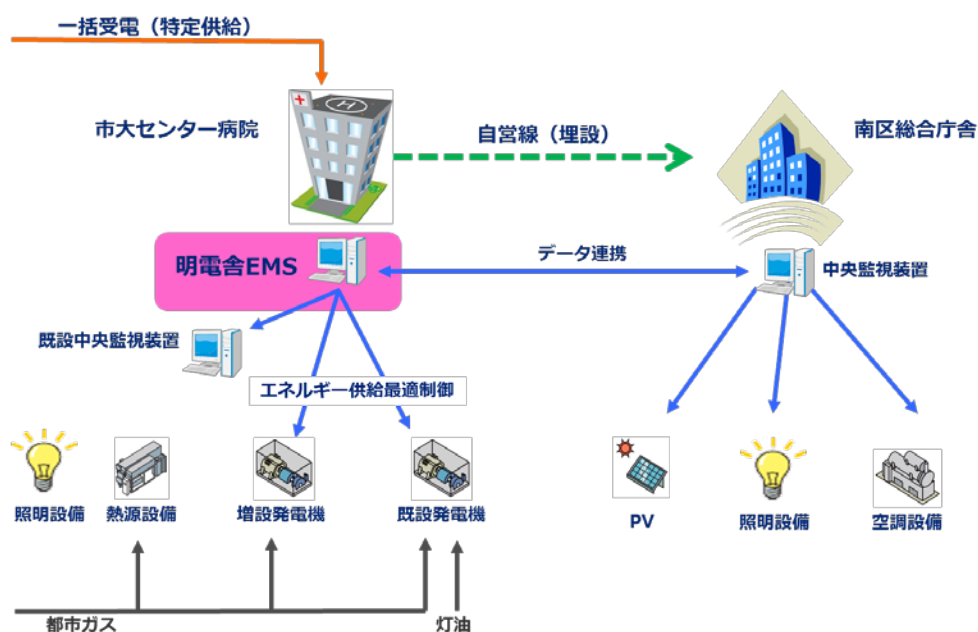 一括受電（特定供給）
市大センター病院
自営線（埋設）
南区総合庁舎
明電舎EMS
データ連携
中央監視装置
既設中央監視装置
エネルギー供給最適制御
照明設備
熱源設備
増設発電機
既設発電機
PV
照明設備
空調設備
都市ガス
灯油
H